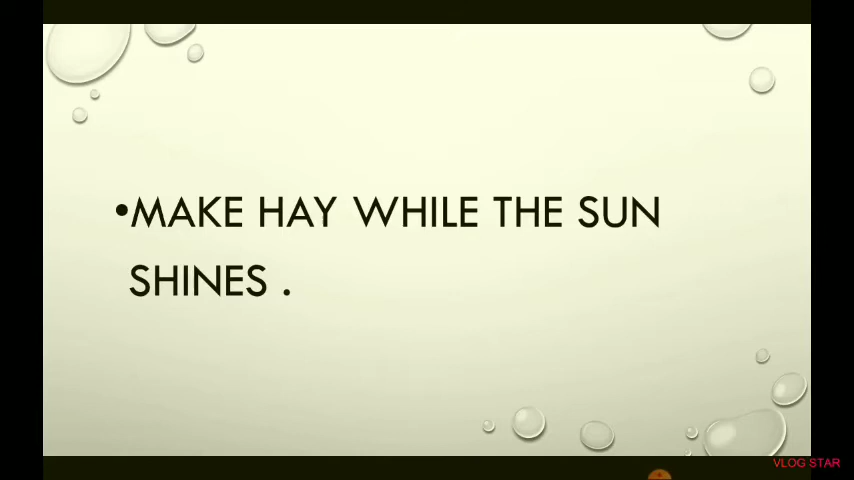 •MAKE HAY WHILE THE SUN
SHINES .
VLOG STAR